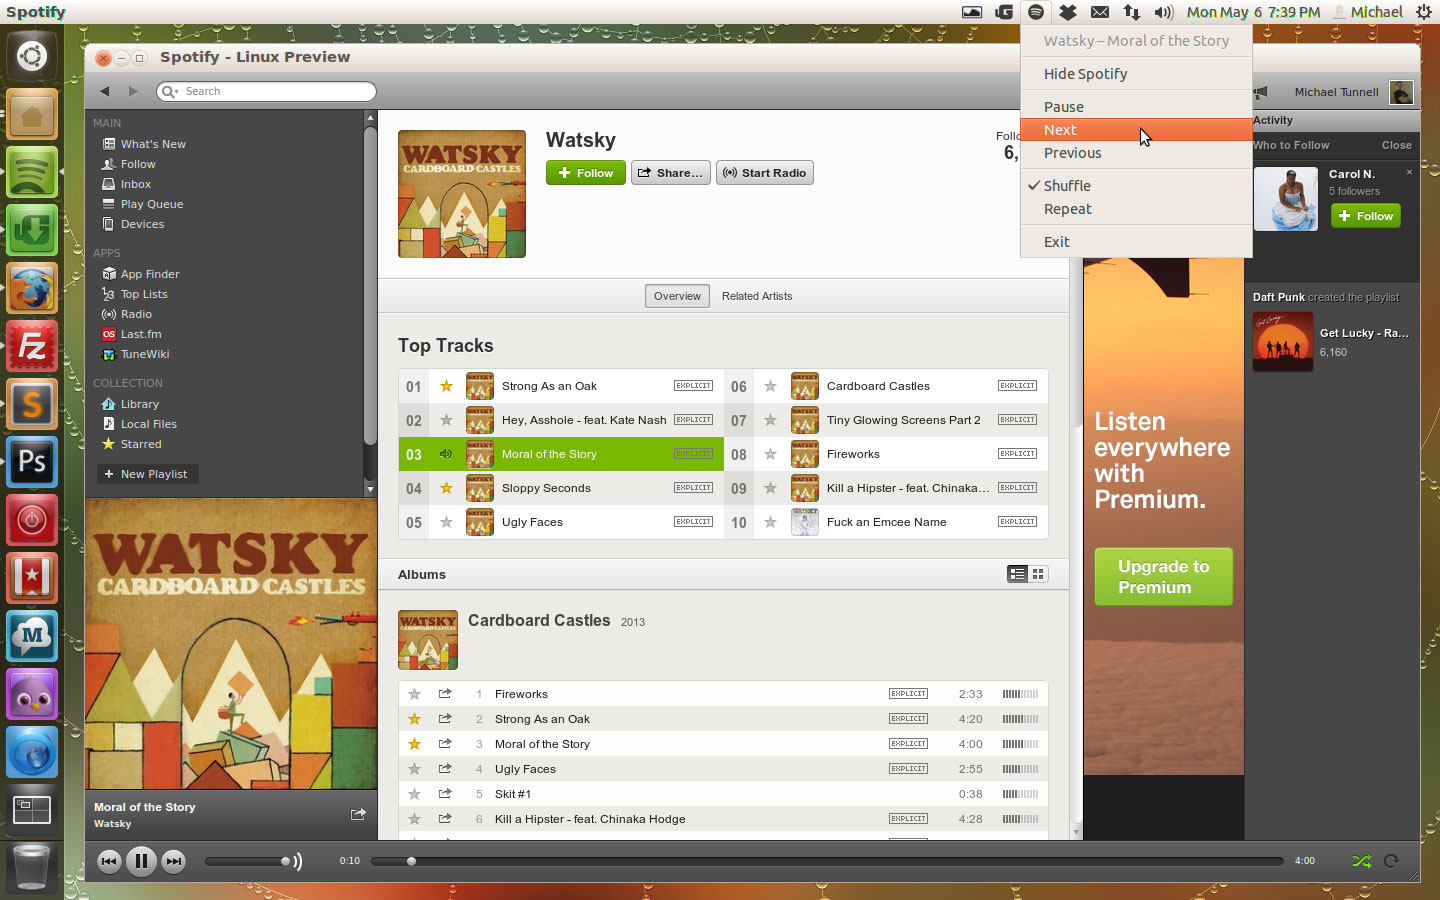 Spotify
Mon May 6 7:39 PM
Michael
Spotify - Linux Preview
Search
Michael Tunnell
Watsky – Moral of the Story
Hide Spotify
Pause
Next
Previous
Shuffle
Repeat
Exit
MAIN
What's New
Follow
Inbox
Play Queue
Devices
APPS
App Finder
Top Lists
Radio
Last.fm
TuneWiki
COLLECTION
Library
Local Files
Starred
New Playlist
WATSKY
CARDBOARD CASTLES
Moral of the Story
Watsky
WATSKY
CARDBOARD CASTLES
Watsky
Follow
Share...
Start Radio
6,
Overview
Related Artists
Top Tracks
01 Strong As an Oak EXPLICIT
02 Hey, Asshole - feat. Kate Nash EXPLICIT
03 Moral of the Story EXPLICIT
04 Sloppy Seconds EXPLICIT
05 Ugly Faces EXPLICIT
06 Cardboard Castles EXPLICIT
07 Tiny Glowing Screens Part 2 EXPLICIT
08 Fireworks EXPLICIT
09 Kill a Hipster - feat. Chinaka... EXPLICIT
10 Fuck an Emcee Name EXPLICIT
Albums
Cardboard Castles 2013
1 Fireworks EXPLICIT 2:33
2 Strong As an Oak EXPLICIT 4:20
3 Moral of the Story EXPLICIT 4:00
4 Ugly Faces EXPLICIT 2:55
5 Skit #1 0:38
6 Kill a Hipster - feat. Chinaka Hodge EXPLICIT 4:28
Listen
everywhere
with
Premium.
Upgrade to
Premium
Activity
Who to Follow Close
Carol N.
5 followers
Follow
Daft Punk created the playlist
Get Lucky - Ra...
6,160
0:10
4:00
Fz
S
Ps
M